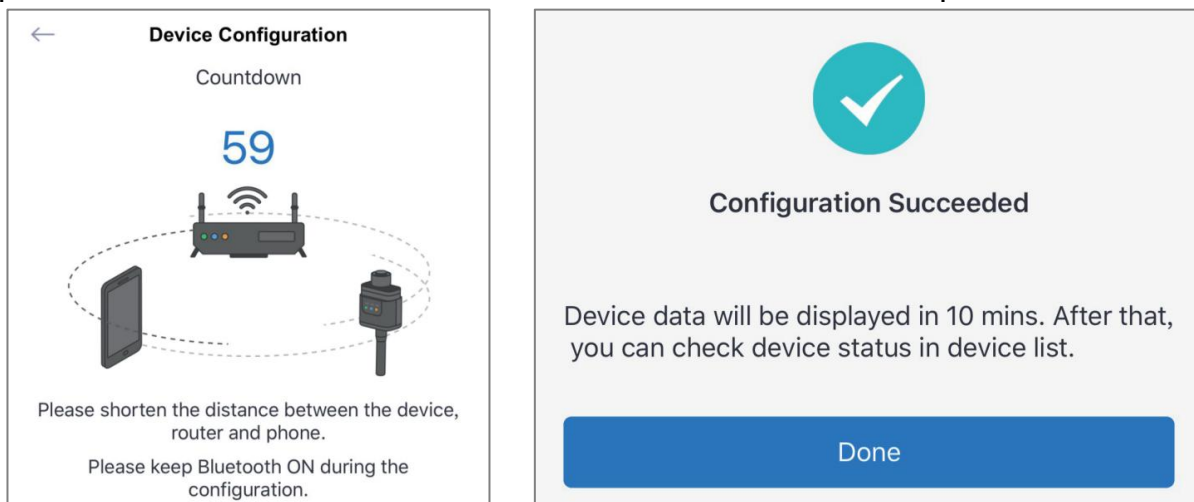 Device Configuration
Countdown
59
Please shorten the distance between the device,
router and phone.
Please keep Bluetooth ON during the
configuration.
Configuration Succeeded
Device data will be displayed in 10 mins. After that,
you can check device status in device list.
Done